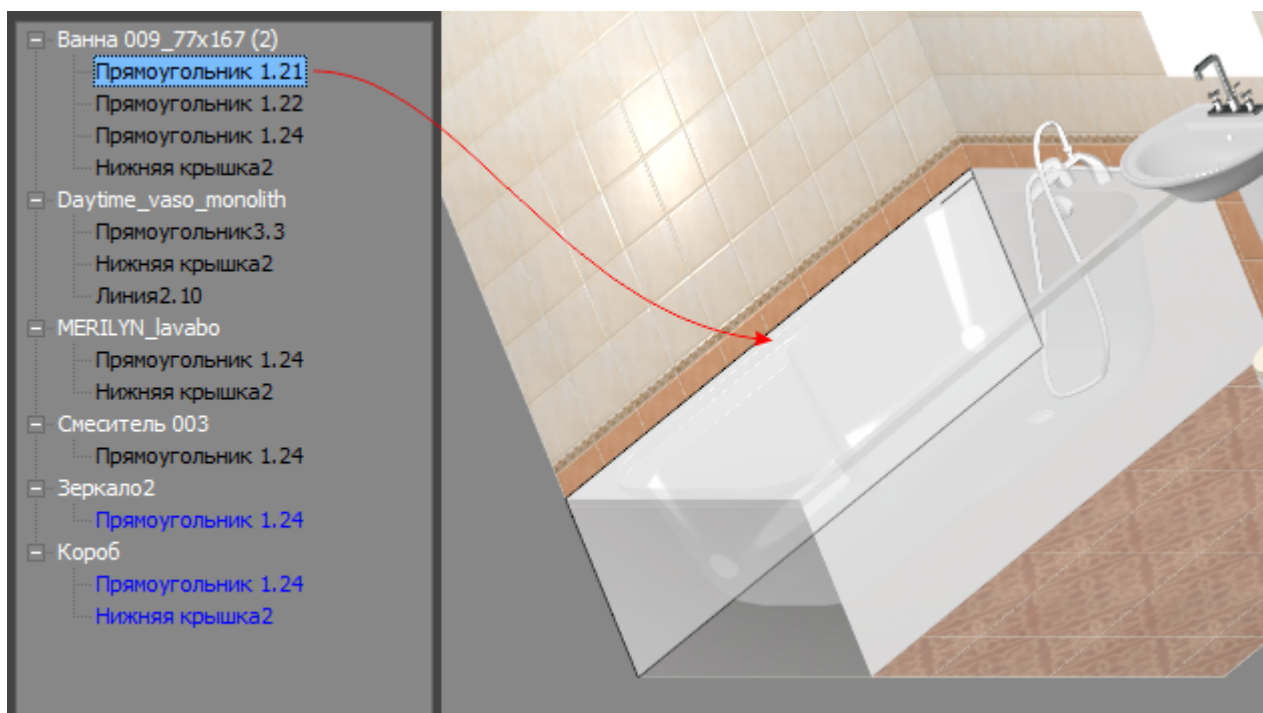 Ванна 009_77x167 (2)
Прямоугольник 1.21
Прямоугольник 1.22
Прямоугольник 1.24
Нижняя крышка2
Daytime_vaso_monolith
Прямоугольник3.3
Нижняя крышка2
Линия2.10
MERILYN_lavabo
Прямоугольник 1.24
Нижняя крышка2
Смеситель 003
Прямоугольник 1.24
Зеркало2
Прямоугольник 1.24
Короб
Прямоугольник 1.24
Нижняя крышка2